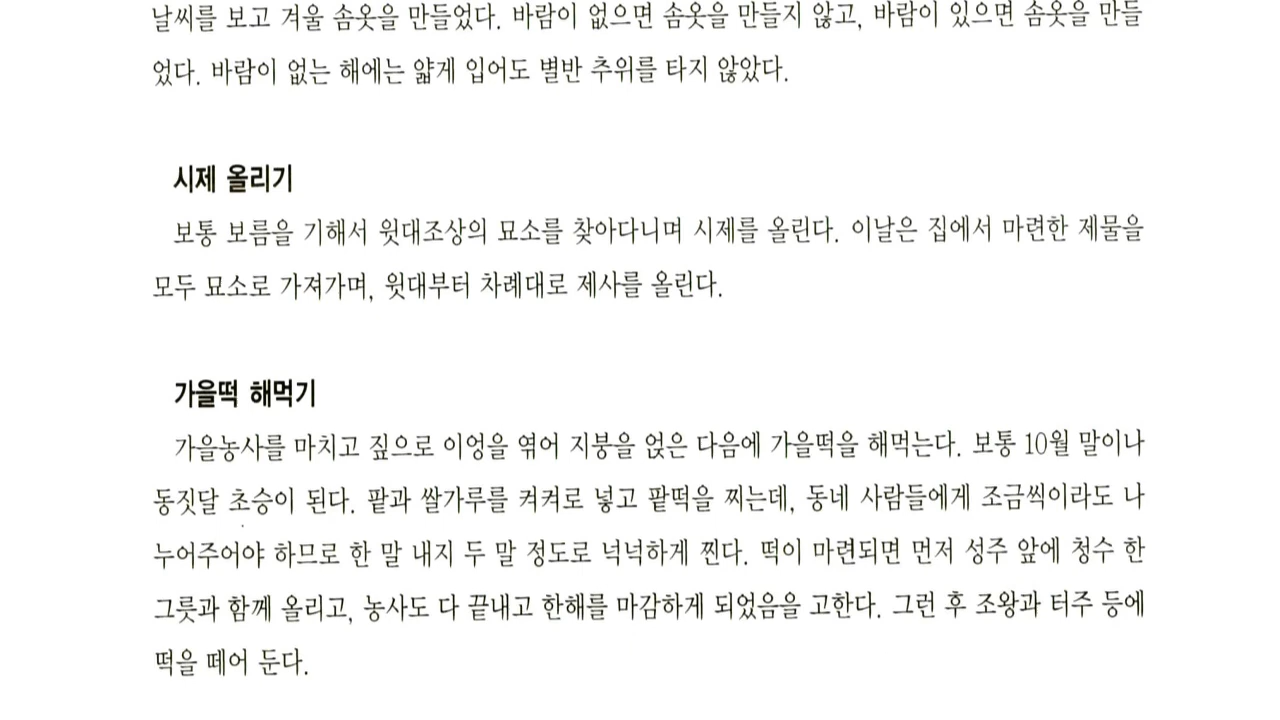 날씨를 보고 겨울 솜옷을 만들었다. 바람이 없으면 솜옷을 만들지 않고, 바람이 있으면 솜옷을 만들
었다. 바람이 없는 해에는 얇게 입어도 별반 추위를 타지 않았다.
시제 올리기
보통 보름을 기해서 윗대조상의 묘소를 찾아다니며 시제를 올린다. 이날은 집에서 마련한 제물을
모두 묘소로 가져가며, 윗대부터 차례대로 제사를 올린다.
가을떡 해먹기
가을농사를 마치고 짚으로 이엉을 엮어 지붕을 얹은 다음에 가을떡을 해먹는다. 보통 10월 말이나
동짓달 초승이 된다. 팥과 쌀가루를 켜켜로 넣고 팥떡을 찌는데, 동네 사람들에게 조금씩이라도 나
누어주어야 하므로 한 말 내지 두 말 정도로 넉넉하게 찐다. 떡이 마련되면 먼저 성주 앞에 청수 한
그릇과 함께 올리고, 농사도 다 끝내고 한해를 마감하게 되었음을 고한다. 그런 후 조왕과 터주 등에
떡을 떼어 둔다.